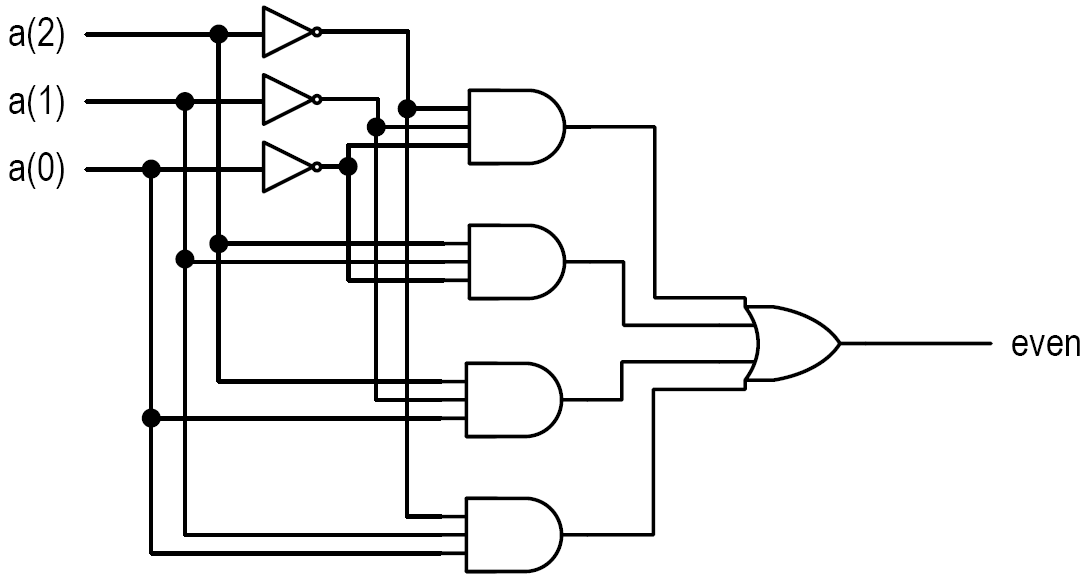 a(2)
a(1)
a(0)
even